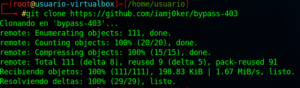 [root@usuario-virtualbox]-[/home/usuario]
#git clone https://github.com/iamj0ker/bypass-403
Clonando en 'bypass-403'...
remote: Enumerating objects: 111, done.
remote: Counting objects: 100% (20/20), done.
remote: Compressing objects: 100% (15/15), done.
remote: Total 111 (delta 8), reused 9 (delta 5), pack-reused 91
Recibiendo objetos: 100% (111/111), 198.83 KiB | 1.67 MiB/s, listo.
Resolviendo deltas: 100% (29/29), listo.